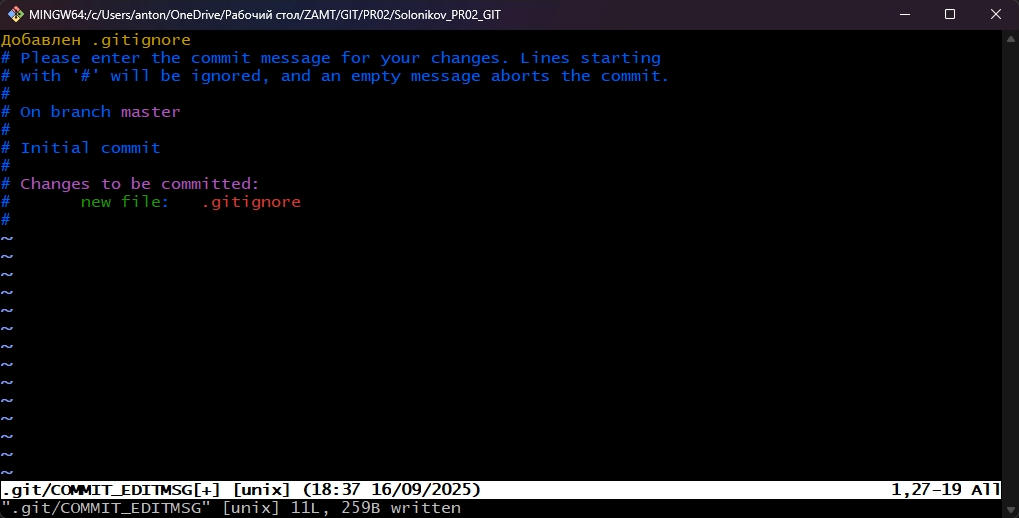 MINGW64:/c/Users/anton/OneDrive/Рабочий стол/ZAMT/GIT/PR02/Solonikov_PR02_GIT
Добавлен .gitignore
# Please enter the commit message for your changes. Lines starting
# with '#' will be ignored, and an empty message aborts the commit.
#
# On branch master
#
# Initial commit
#
# Changes to be committed:
#       new file:   .gitignore
#
~
~
~
~
~
~
~
~
~
~
~
~
~
~
.git/COMMIT_EDITMSG[+] [unix] (18:37 16/09/2025) 1,27-19 All
".git/COMMIT_EDITMSG" [unix] 11L, 259B written